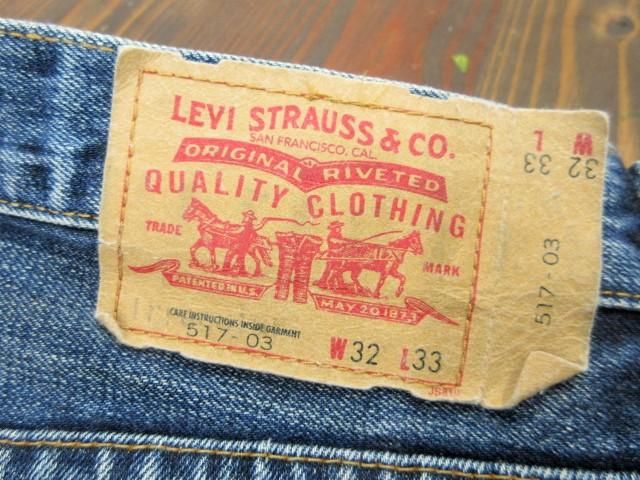 LEVI STRAUSS & CO.
SAN FRANCISCO, CAL.
ORIGINAL RIVETED
QUALITY CLOTHING
TRADE MARK
PATENTED IN U.S. MAY 20 1873
CARE INSTRUCTIONS INSIDE GARMENT
517-03 W32 L33
W L
32 33
517-03